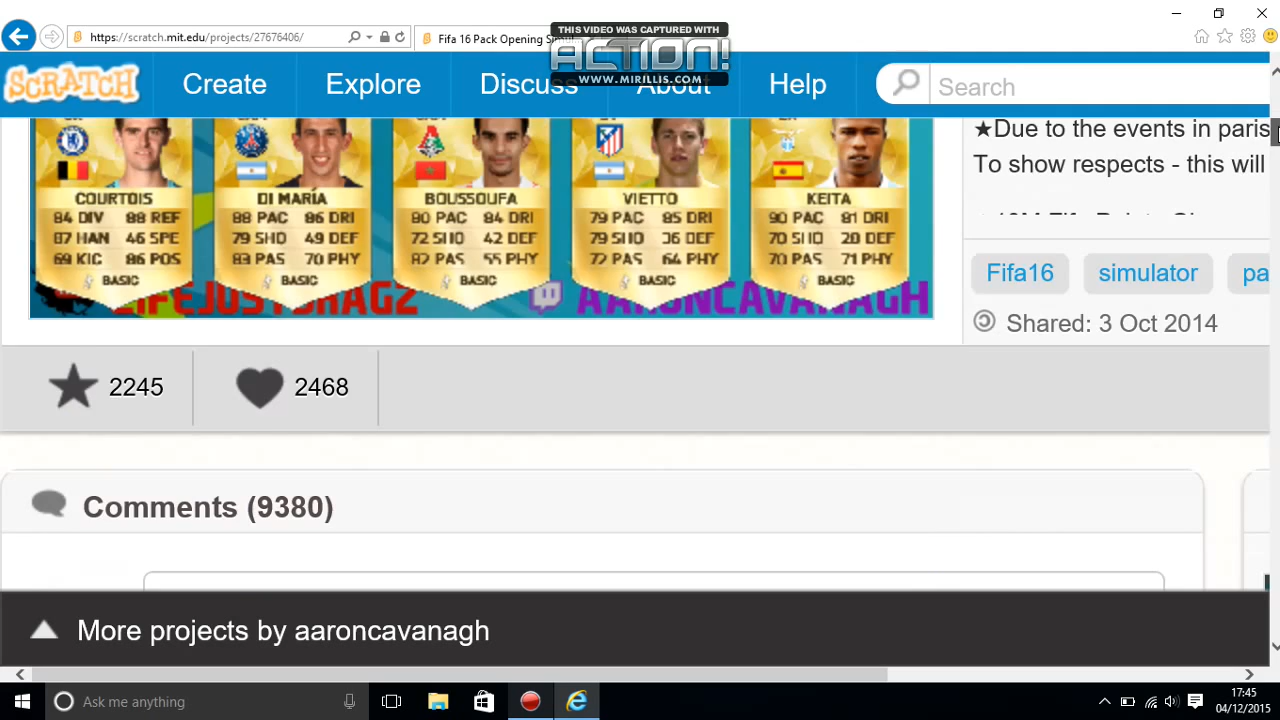 THIS VIDEO WAS CAPTURED WITH
ACTION!
WWW.MIRILLIS.COM
https://scratch.mit.edu/projects/27676406/
Fifa 16 Pack Opening
SCRATCH
Create
Explore
Discuss
About
Help
Search
COURTOIS
84 DIV 88 REF
87 HAN 46 SPE
69 KIC 86 POS
BASIC
DI MARÍA
88 PAC 86 DRI
79 SHO 49 DEF
83 PAS 70 PHY
BASIC
BOUSSOUFA
80 PAC 84 DRI
72 SHO 42 DEF
82 PAS 55 PHY
BASIC
VIETTO
79 PAC 85 DRI
79 SHO 36 DEF
72 PAS 64 PHY
BASIC
KEITA
90 PAC 81 DRI
70 SHO 20 DEF
70 PAS 71 PHY
BASIC
AARONCAVANAGH
★Due to the events in paris
To show respects - this will
Fifa16
simulator
pa
Shared: 3 Oct 2014
2245
2468
Comments (9380)
More projects by aaroncavanagh
Ask me anything
17:45
04/12/2015